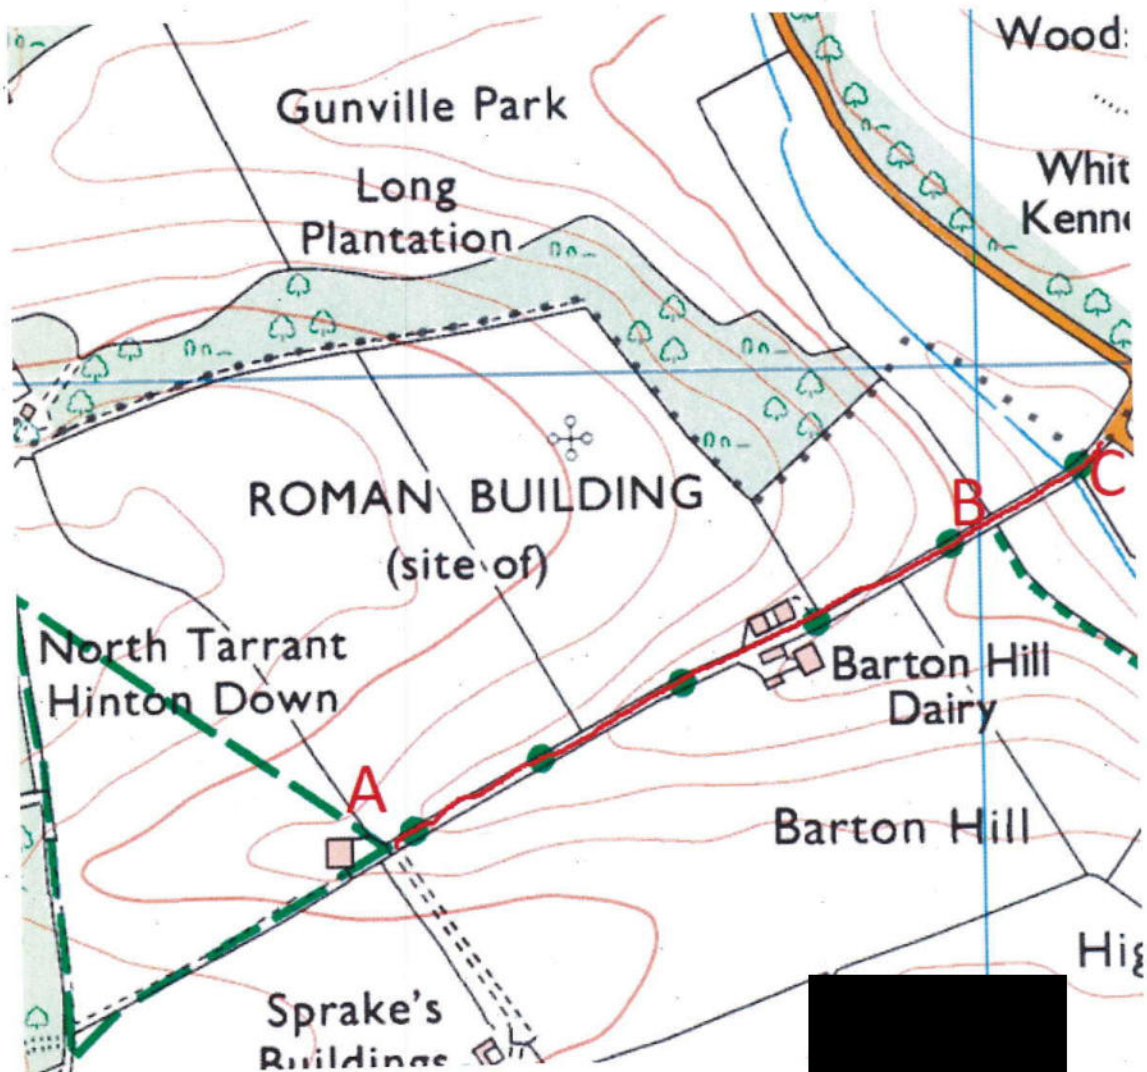 Wood
Gunville Park
Whit
Kenn
Long
Plantation
ROMAN BUILDING
(site of)
B
C
North Tarrant
Hinton Down
Barton Hill
Dairy
A
Barton Hill
Hig
Sprake's
Buildings